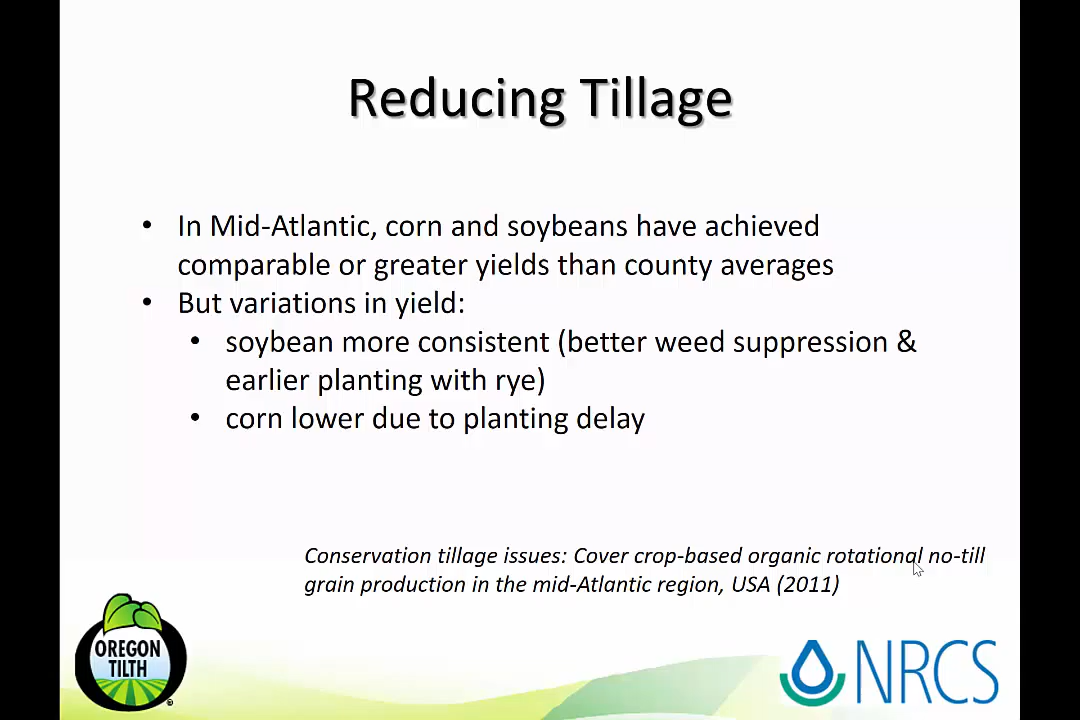 Reducing Tillage
• In Mid-Atlantic, corn and soybeans have achieved
comparable or greater yields than county averages
• But variations in yield:
• soybean more consistent (better weed suppression &
earlier planting with rye)
• corn lower due to planting delay
Conservation tillage issues: Cover crop-based organic rotational no-till
grain production in the mid-Atlantic region, USA (2011)
OREGON
TILTH
NRCS